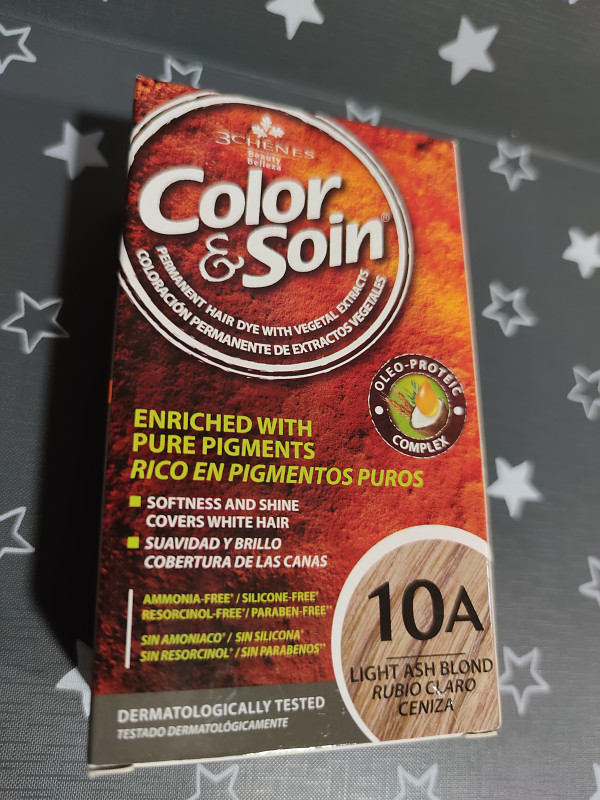 3CHENES
Beauty
Belleza
Color
& Soin®
PERMANENT HAIR DYE WITH VEGETAL EXTRACTS
COLORACIÓN PERMANENTE DE EXTRACTOS VEGETALES
OLEO-PROTEIC
COMPLEX
ENRICHED WITH
PURE PIGMENTS
RICO EN PIGMENTOS PUROS
SOFTNESS AND SHINE
COVERS WHITE HAIR
SUAVIDAD Y BRILLO
COBERTURA DE LAS CANAS
AMMONIA-FREE* / SILICONE-FREE*
RESORCINOL-FREE* / PARABEN-FREE**
SIN AMONIACO* / SIN SILICONA*
SIN RESORCINOL* / SIN PARABENOS**
10A
LIGHT ASH BLOND
RUBIO CLARO
CENIZA
DERMATOLOGICALLY TESTED
TESTADO DERMATOLÓGICAMENTE